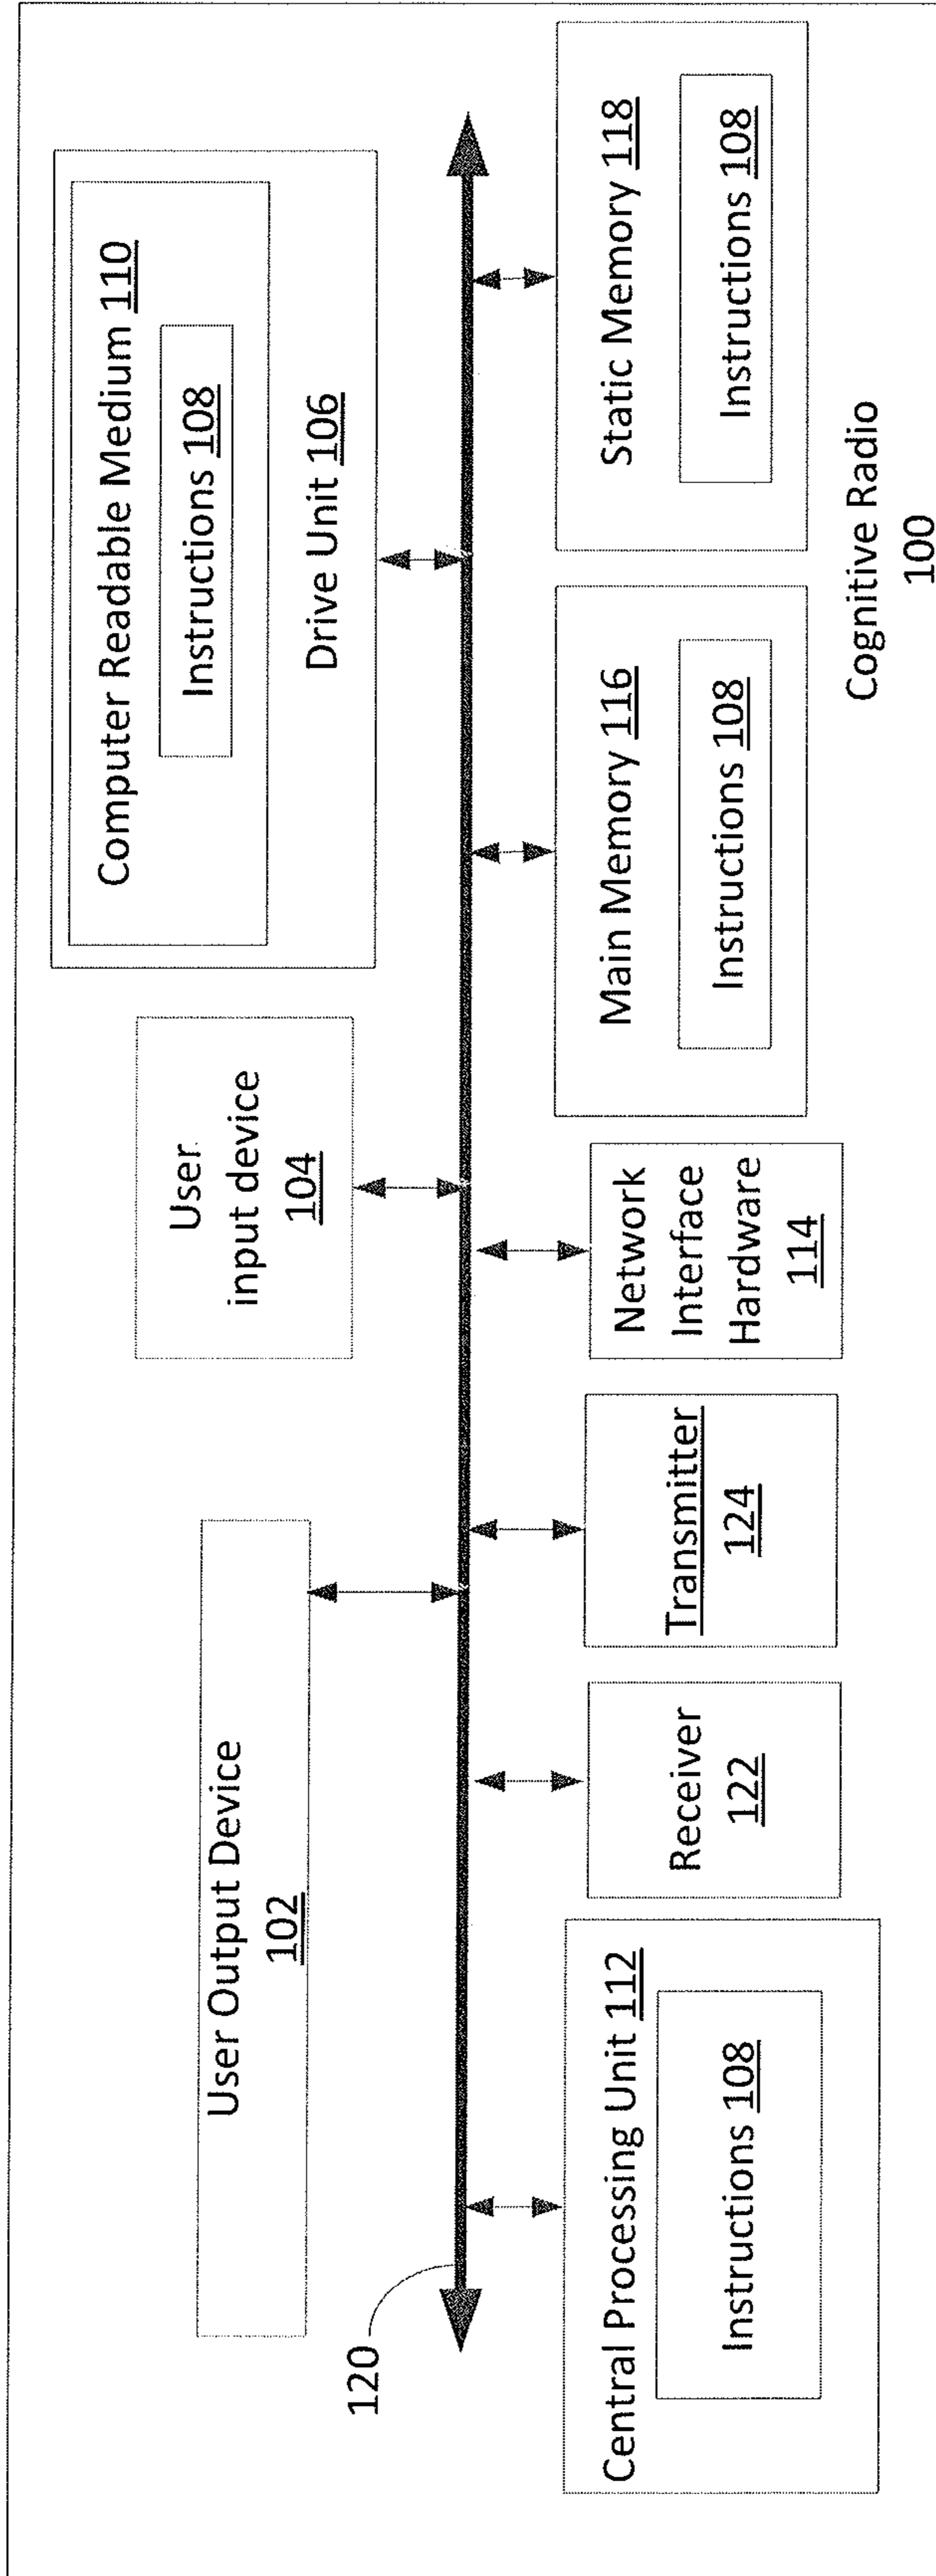 User Output Device
102
User
input device
104
Computer Readable Medium 110
Instructions 108
Drive Unit 106
120
Central Processing Unit 112
Instructions 108
Receiver
122
Transmitter
124
Network
Interface
Hardware
114
Main Memory 116
Instructions 108
Static Memory 118
Instructions 108
Cognitive Radio
100